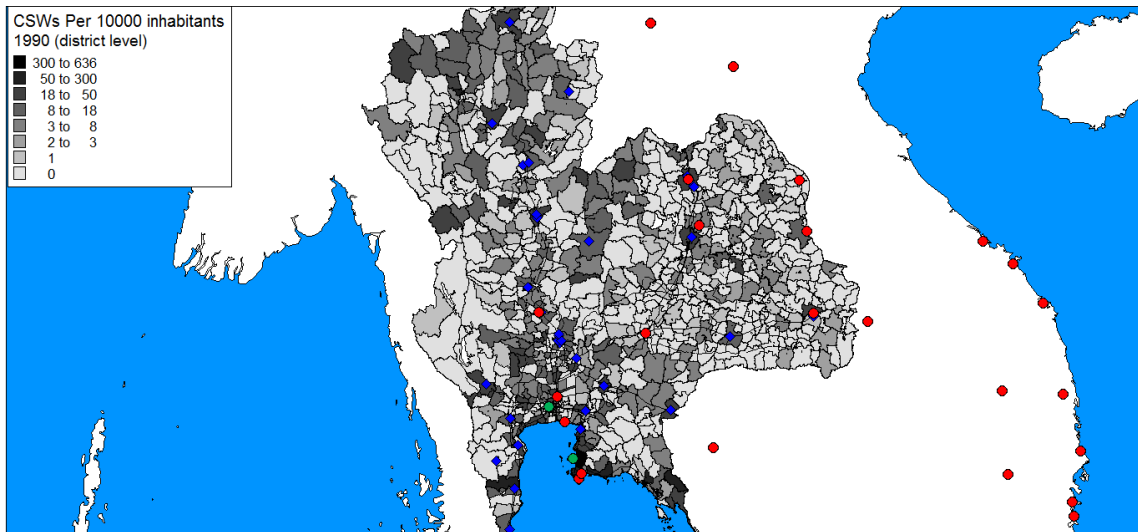 CSWs Per 10000 inhabitants
1990 (district level)
300 to 636
50 to 300
18 to 50
8 to 18
3 to 8
2 to 3
1
0